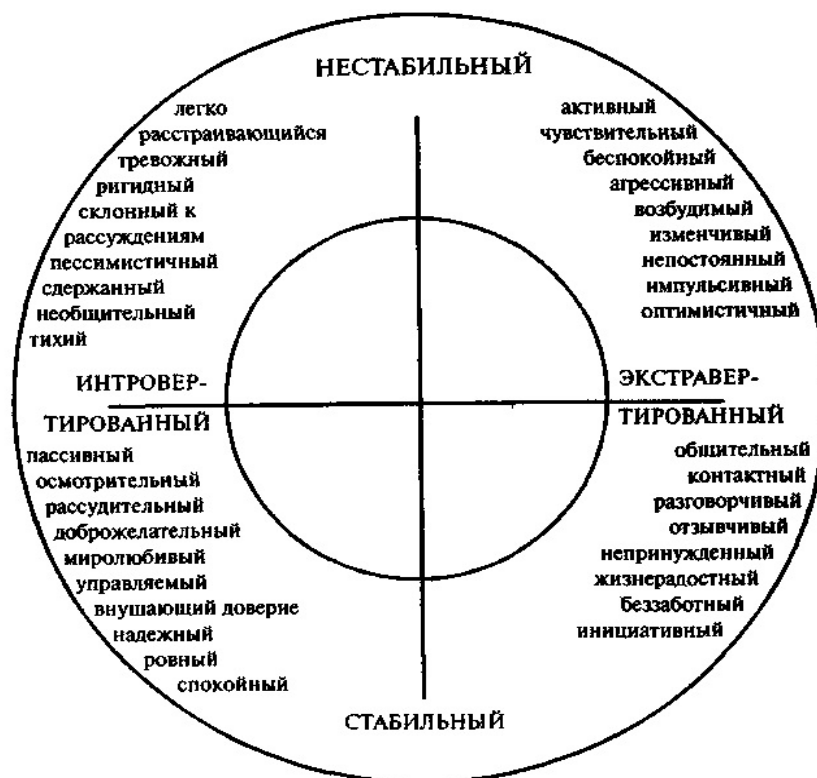 НЕСТАБИЛЬНЫЙ
легко
расстраивающийся
тревожный
ригидный
склонный к
рассуждениям
пессимистичный
сдержанный
необщительный
тихий
активный
чувствительный
беспокойный
агрессивный
возбудимый
изменчивый
непостоянный
импульсивный
оптимистичный
ИНТРОВЕР-
ТИРОВАННЫЙ
ЭКСТРАВЕР-
ТИРОВАННЫЙ
пассивный
осмотрительный
рассудительный
доброжелательный
миролюбивый
управляемый
внушающий доверие
надежный
ровный
спокойный
общительный
контактный
разговорчивый
отзывчивый
непринужденный
жизнерадостный
беззаботный
инициативный
СТАБИЛЬНЫЙ